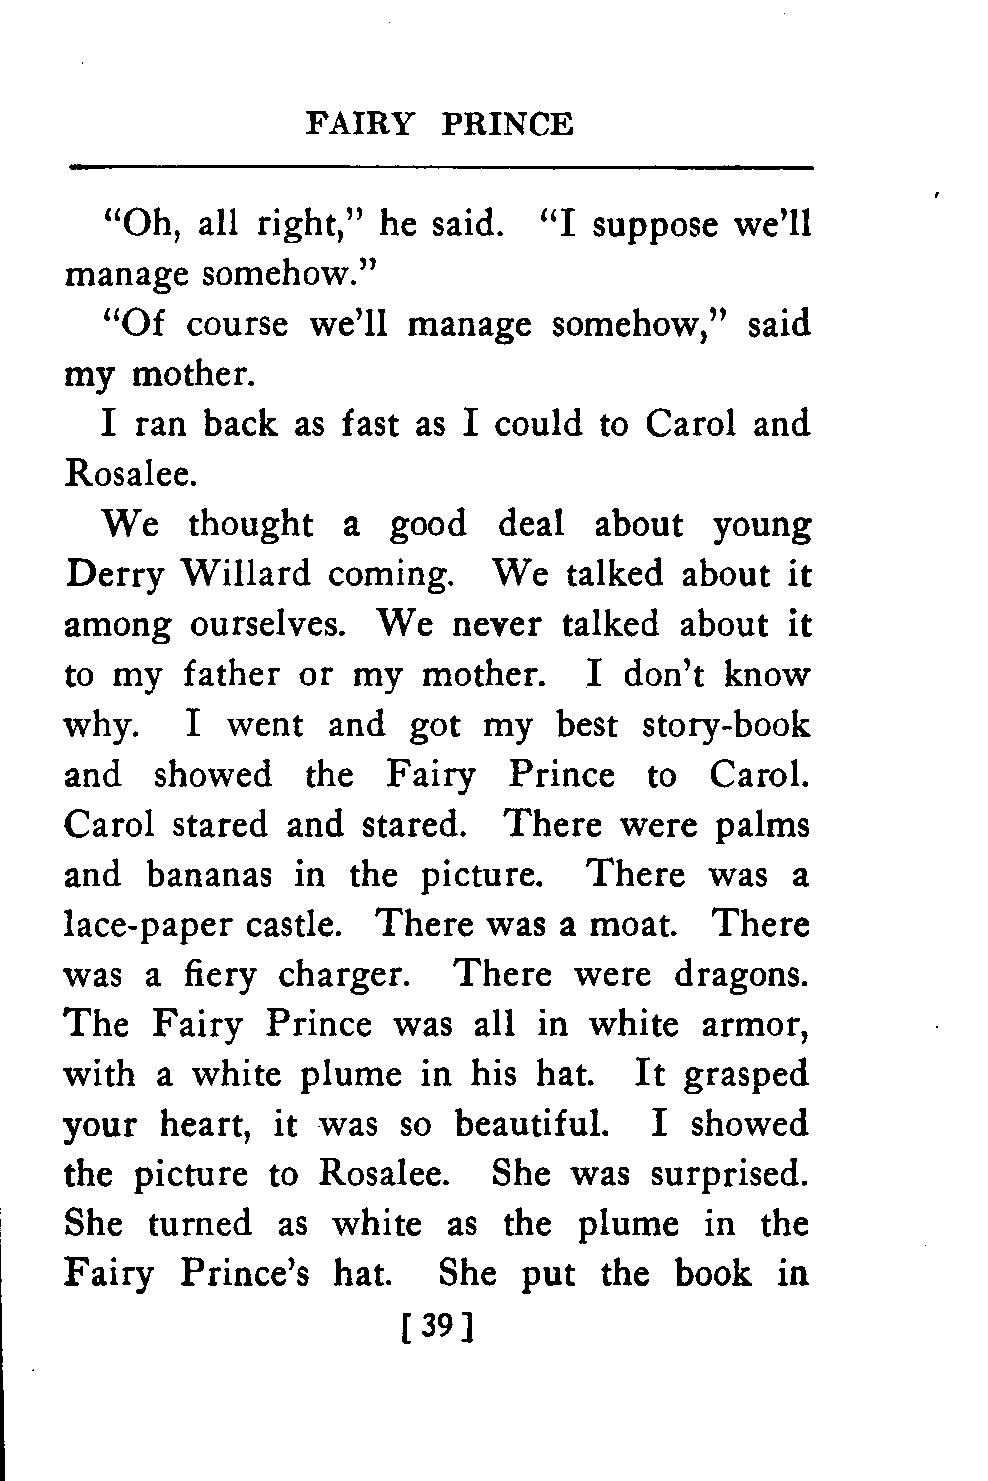 FAIRY PRINCE
“Oh, all right,” he said. “I suppose we’ll
manage somehow.”
“Of course we’ll manage somehow,” said
my mother.
I ran back as fast as I could to Carol and
Rosalee.
We thought a good deal about young
Derry Willard coming. We talked about it
among ourselves. We never talked about it
to my father or my mother. I don’t know
why. I went and got my best story-book
and showed the Fairy Prince to Carol.
Carol stared and stared. There were palms
and bananas in the picture. There was a
lace-paper castle. There was a moat. There
was a fiery charger. There were dragons.
The Fairy Prince was all in white armor,
with a white plume in his hat. It grasped
your heart, it was so beautiful. I showed
the picture to Rosalee. She was surprised.
She turned as white as the plume in the
Fairy Prince’s hat. She put the book in
[ 39 ]